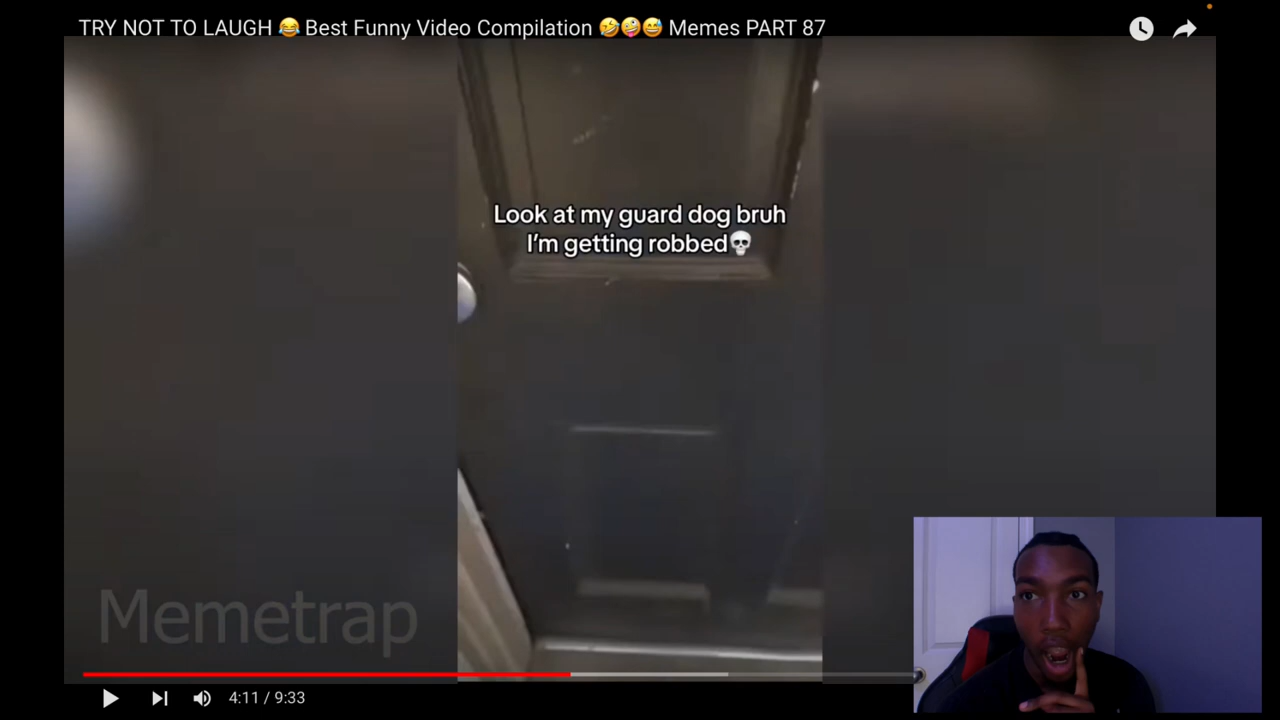 TRY NOT TO LAUGH 😂 Best Funny Video Compilation 🤣🤪😅 Memes PART 87
Look at my guard dog bruh
I'm getting robbed💀
Memetrap
4:11 / 9:33